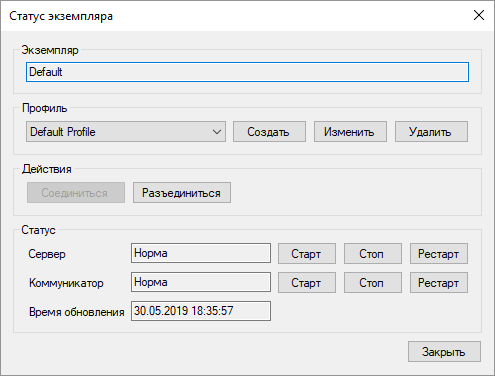 Статус экземпляра
Экземпляр
Default
Профиль
Default Profile
Создать
Изменить
Удалить
Действия
Соединиться
Разъединиться
Статус
Сервер
Норма
Старт
Стоп
Рестарт
Коммуникатор
Норма
Старт
Стоп
Рестарт
Время обновления
30.05.2019 18:35:57
Закрыть